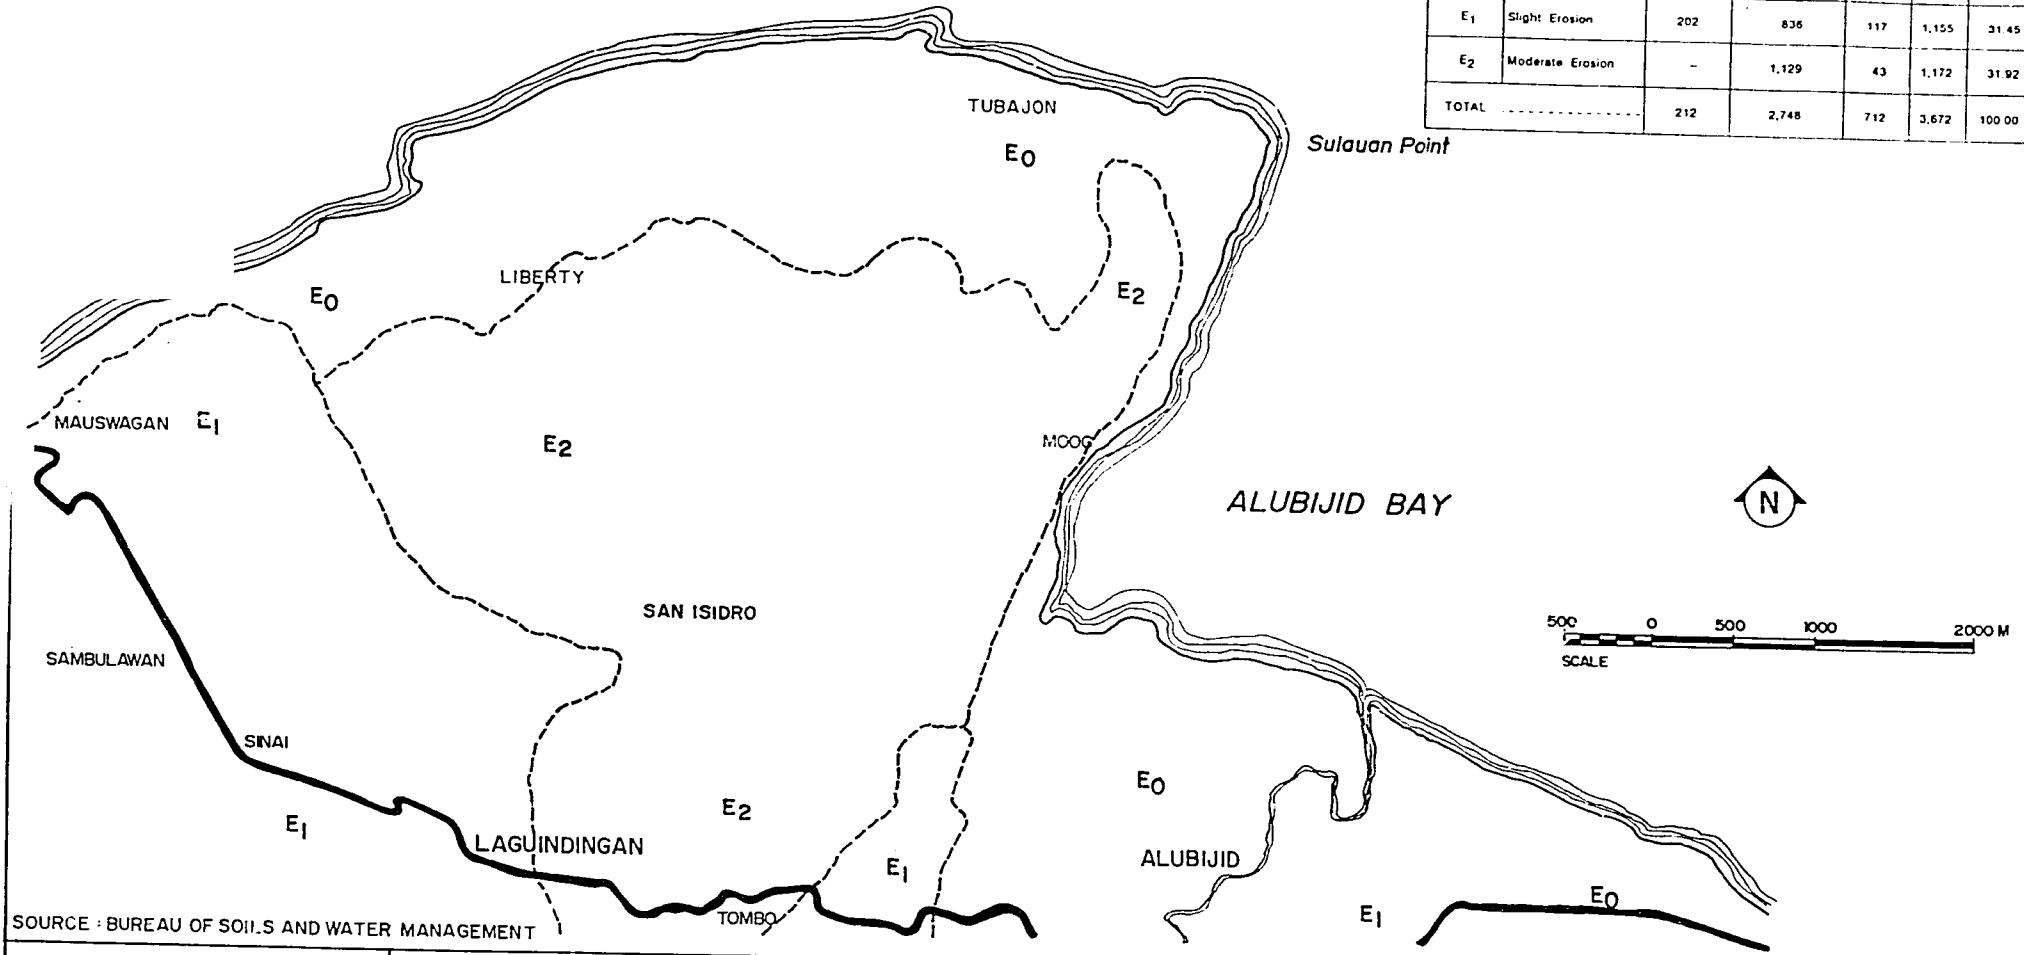 E1 Slight Erosion 202 836 117 1,155 31.45
E2 Moderate Erosion - 1,129 43 1,172 31.92
TOTAL 212 2,748 712 3,672 100.00
TUBAJON
E0
Sulauan Point
LIBERTY
E0
E2
MAUSWAGAN
E1
E2
MOOG
ALUBIJID BAY
N
SAN ISIDRO
500 0 500 1000 2000 M
SCALE
SAMBULAWAN
SINAI
E0
E2
E1
LAGUINDINGAN
E1
ALUBIJID
E0
E1
TOMBO
SOURCE : BUREAU OF SOILS AND WATER MANAGEMENT